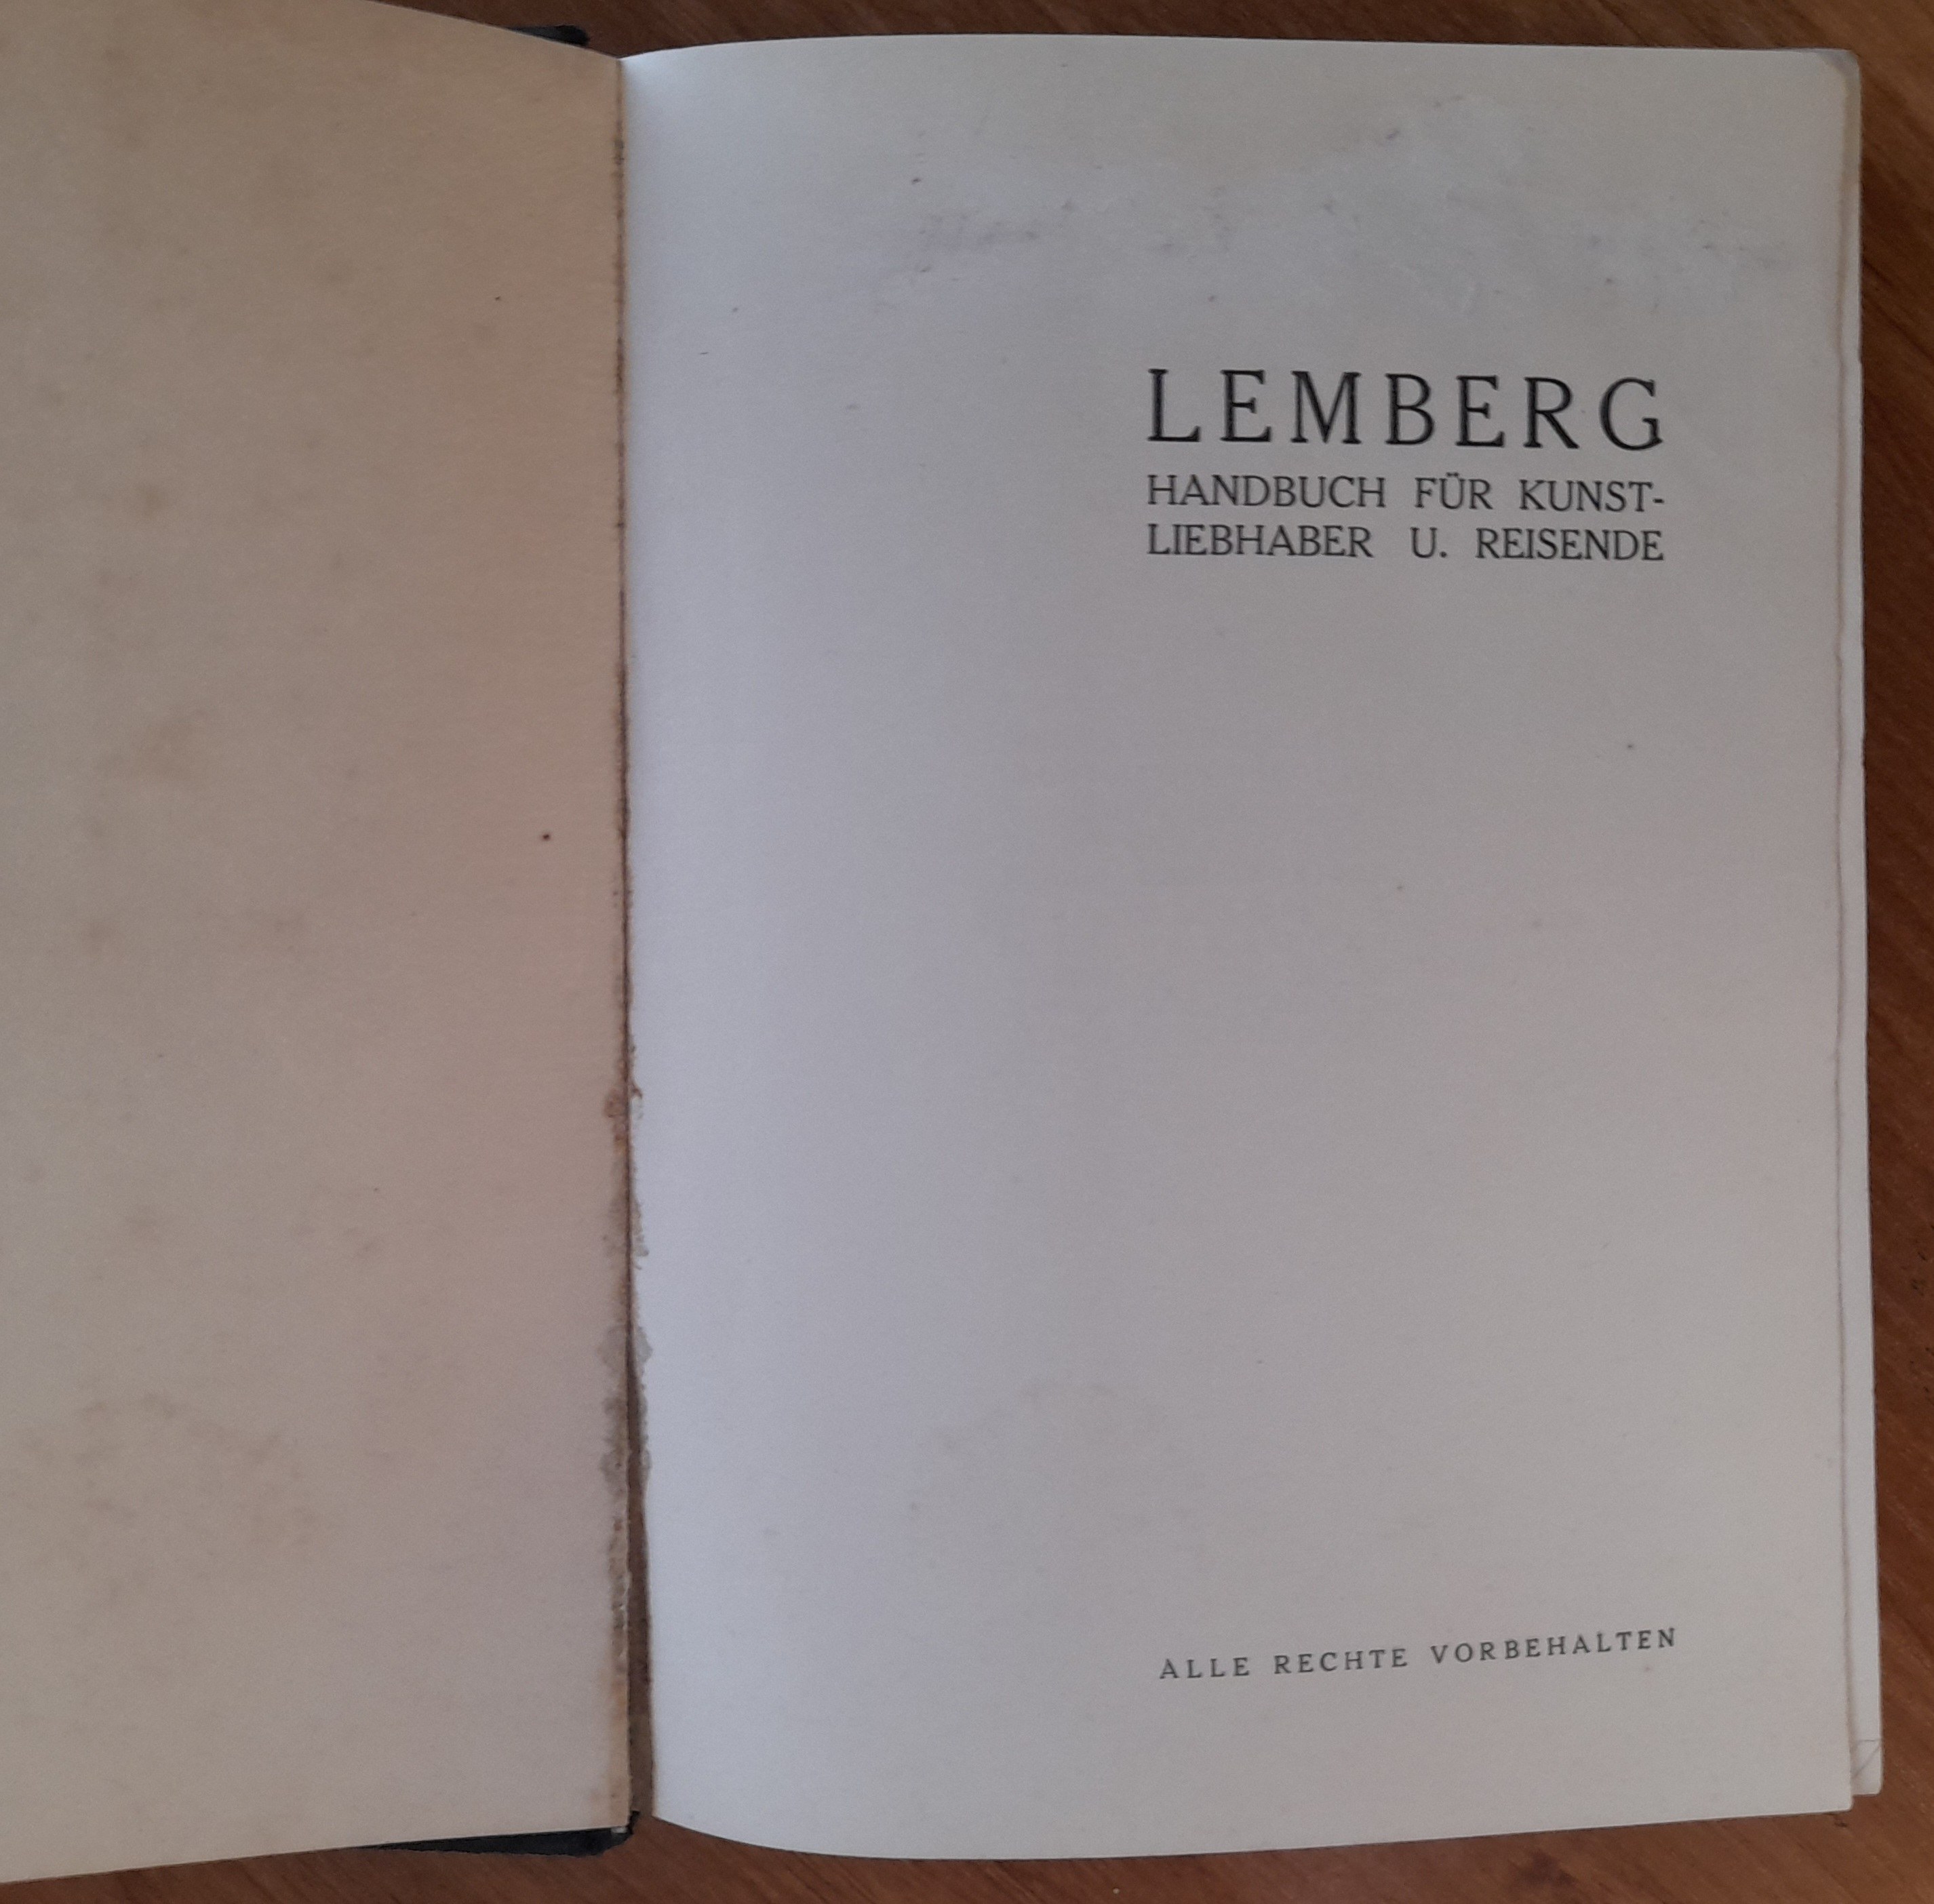 LEMBERG
HANDBUCH FÜR KUNST-
LIEBHABER U. REISENDE
ALLE RECHTE VORBEHALTEN